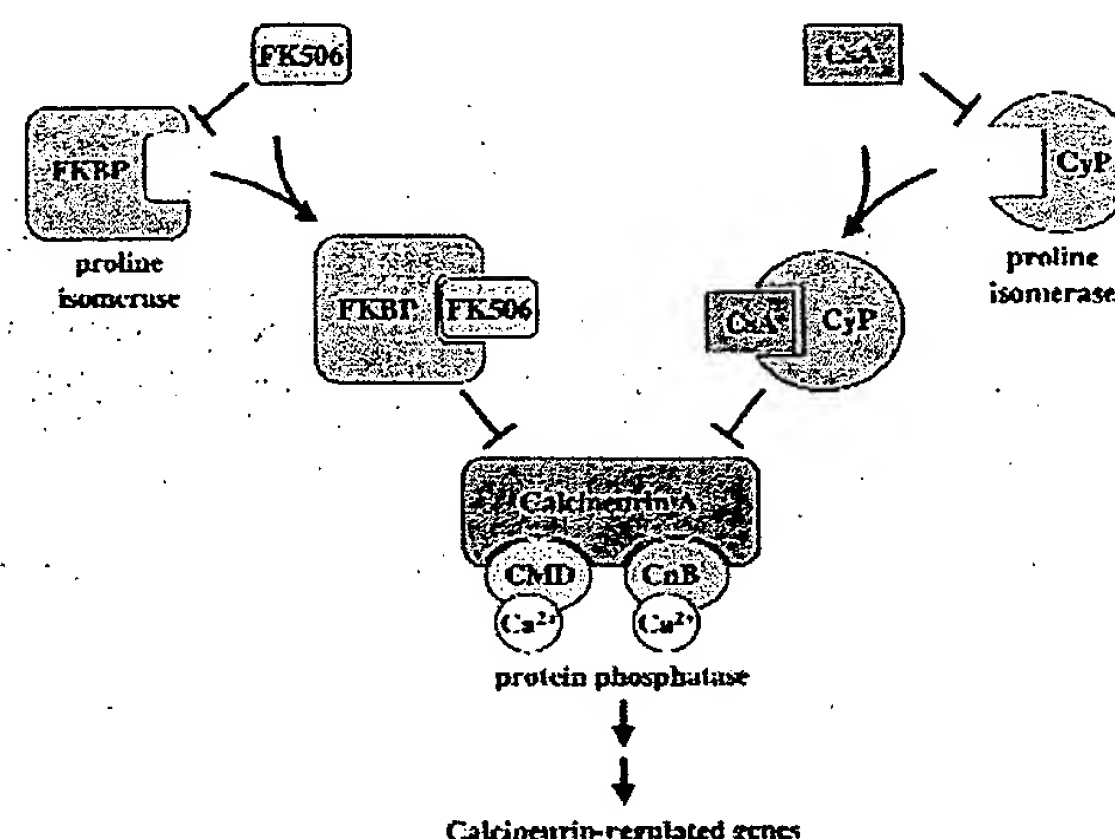 FK506
CsA
FKBP
CyP
proline
isomerase
proline
isomerase
FKBP
FK506
CsA
CyP
Calcineurin A
CMD
CnB
Ca²⁺
Ca²⁺
protein phosphatase
Calcineurin-regulated genes